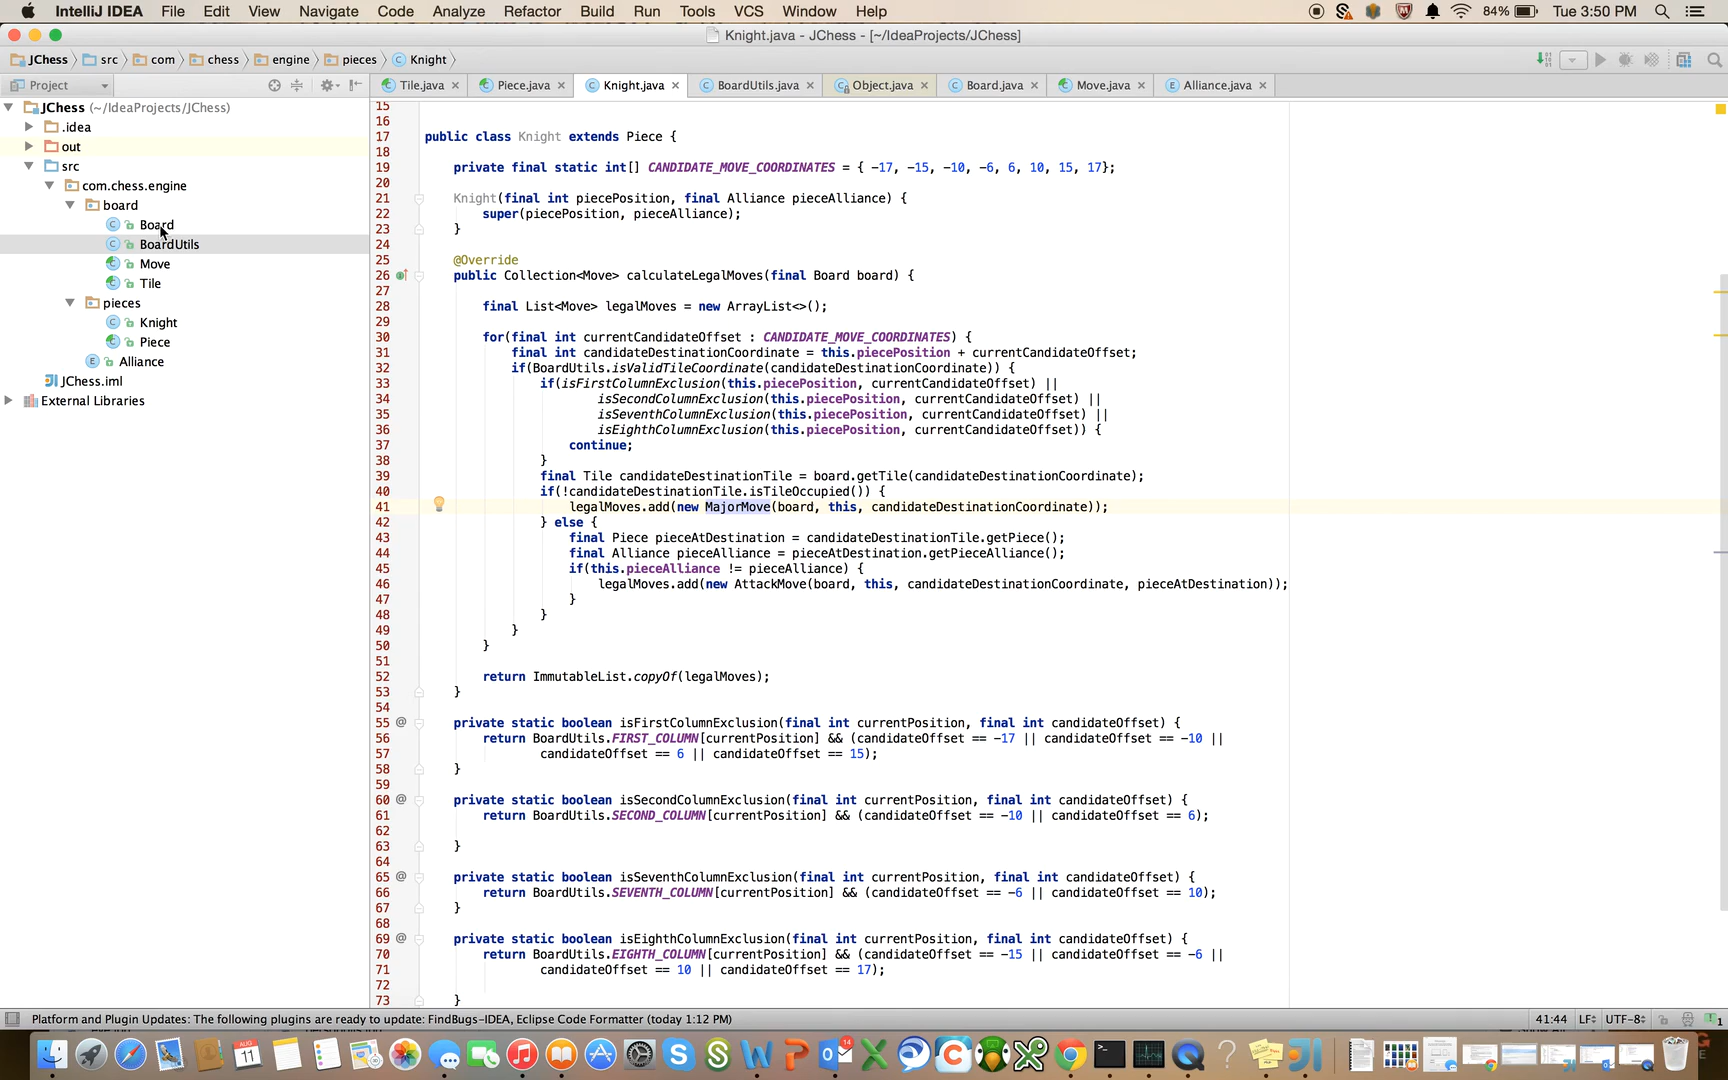 IntelliJ IDEA File Edit View Navigate Code Analyze Refactor Build Run Tools VCS Window Help 84% Tue 3:50 PM
Knight.java - JChess - [~/IdeaProjects/JChess]
JChess src com chess engine pieces Knight
Project
Tile.java Piece.java Knight.java BoardUtils.java Object.java Board.java Move.java Alliance.java
JChess (~/IdeaProjects/JChess)
.idea
out
src
com.chess.engine
board
Board
BoardUtils
Move
Tile
pieces
Knight
Piece
Alliance
JChess.iml
External Libraries
15
16
17 public class Knight extends Piece {
18
19 private final static int[] CANDIDATE_MOVE_COORDINATES = { -17, -15, -10, -6, 6, 10, 15, 17};
20
21 Knight(final int piecePosition, final Alliance pieceAlliance) {
22 super(piecePosition, pieceAlliance);
23 }
24
25 @Override
26 public Collection<Move> calculateLegalMoves(final Board board) {
27
28 final List<Move> legalMoves = new ArrayList<>();
29
30 for(final int currentCandidateOffset : CANDIDATE_MOVE_COORDINATES) {
31 final int candidateDestinationCoordinate = this.piecePosition + currentCandidateOffset;
32 if(BoardUtils.isValidTileCoordinate(candidateDestinationCoordinate)) {
33 if(isFirstColumnExclusion(this.piecePosition, currentCandidateOffset) ||
34 isSecondColumnExclusion(this.piecePosition, currentCandidateOffset) ||
35 isSeventhColumnExclusion(this.piecePosition, currentCandidateOffset) ||
36 isEighthColumnExclusion(this.piecePosition, currentCandidateOffset)) {
37 continue;
38 }
39 final Tile candidateDestinationTile = board.getTile(candidateDestinationCoordinate);
40 if(!candidateDestinationTile.isTileOccupied()) {
41 legalMoves.add(new MajorMove(board, this, candidateDestinationCoordinate));
42 } else {
43 final Piece pieceAtDestination = candidateDestinationTile.getPiece();
44 final Alliance pieceAlliance = pieceAtDestination.getPieceAlliance();
45 if(this.pieceAlliance != pieceAlliance) {
46 legalMoves.add(new AttackMove(board, this, candidateDestinationCoordinate, pieceAtDestination));
47 }
48 }
49 }
50 }
51
52 return ImmutableList.copyOf(legalMoves);
53 }
54
55 private static boolean isFirstColumnExclusion(final int currentPosition, final int candidateOffset) {
56 return BoardUtils.FIRST_COLUMN[currentPosition] && (candidateOffset == -17 || candidateOffset == -10 ||
57 candidateOffset == 6 || candidateOffset == 15);
58 }
59
60 private static boolean isSecondColumnExclusion(final int currentPosition, final int candidateOffset) {
61 return BoardUtils.SECOND_COLUMN[currentPosition] && (candidateOffset == -10 || candidateOffset == 6);
62
63 }
64
65 private static boolean isSeventhColumnExclusion(final int currentPosition, final int candidateOffset) {
66 return BoardUtils.SEVENTH_COLUMN[currentPosition] && (candidateOffset == -6 || candidateOffset == 10);
67 }
68
69 private static boolean isEighthColumnExclusion(final int currentPosition, final int candidateOffset) {
70 return BoardUtils.EIGHTH_COLUMN[currentPosition] && (candidateOffset == -15 || candidateOffset == -6 ||
71 candidateOffset == 10 || candidateOffset == 17);
72
73 }
Platform and Plugin Updates: The following plugins are ready to update: FindBugs-IDEA, Eclipse Code Formatter (today 1:12 PM) 41:44 LF UTF-8